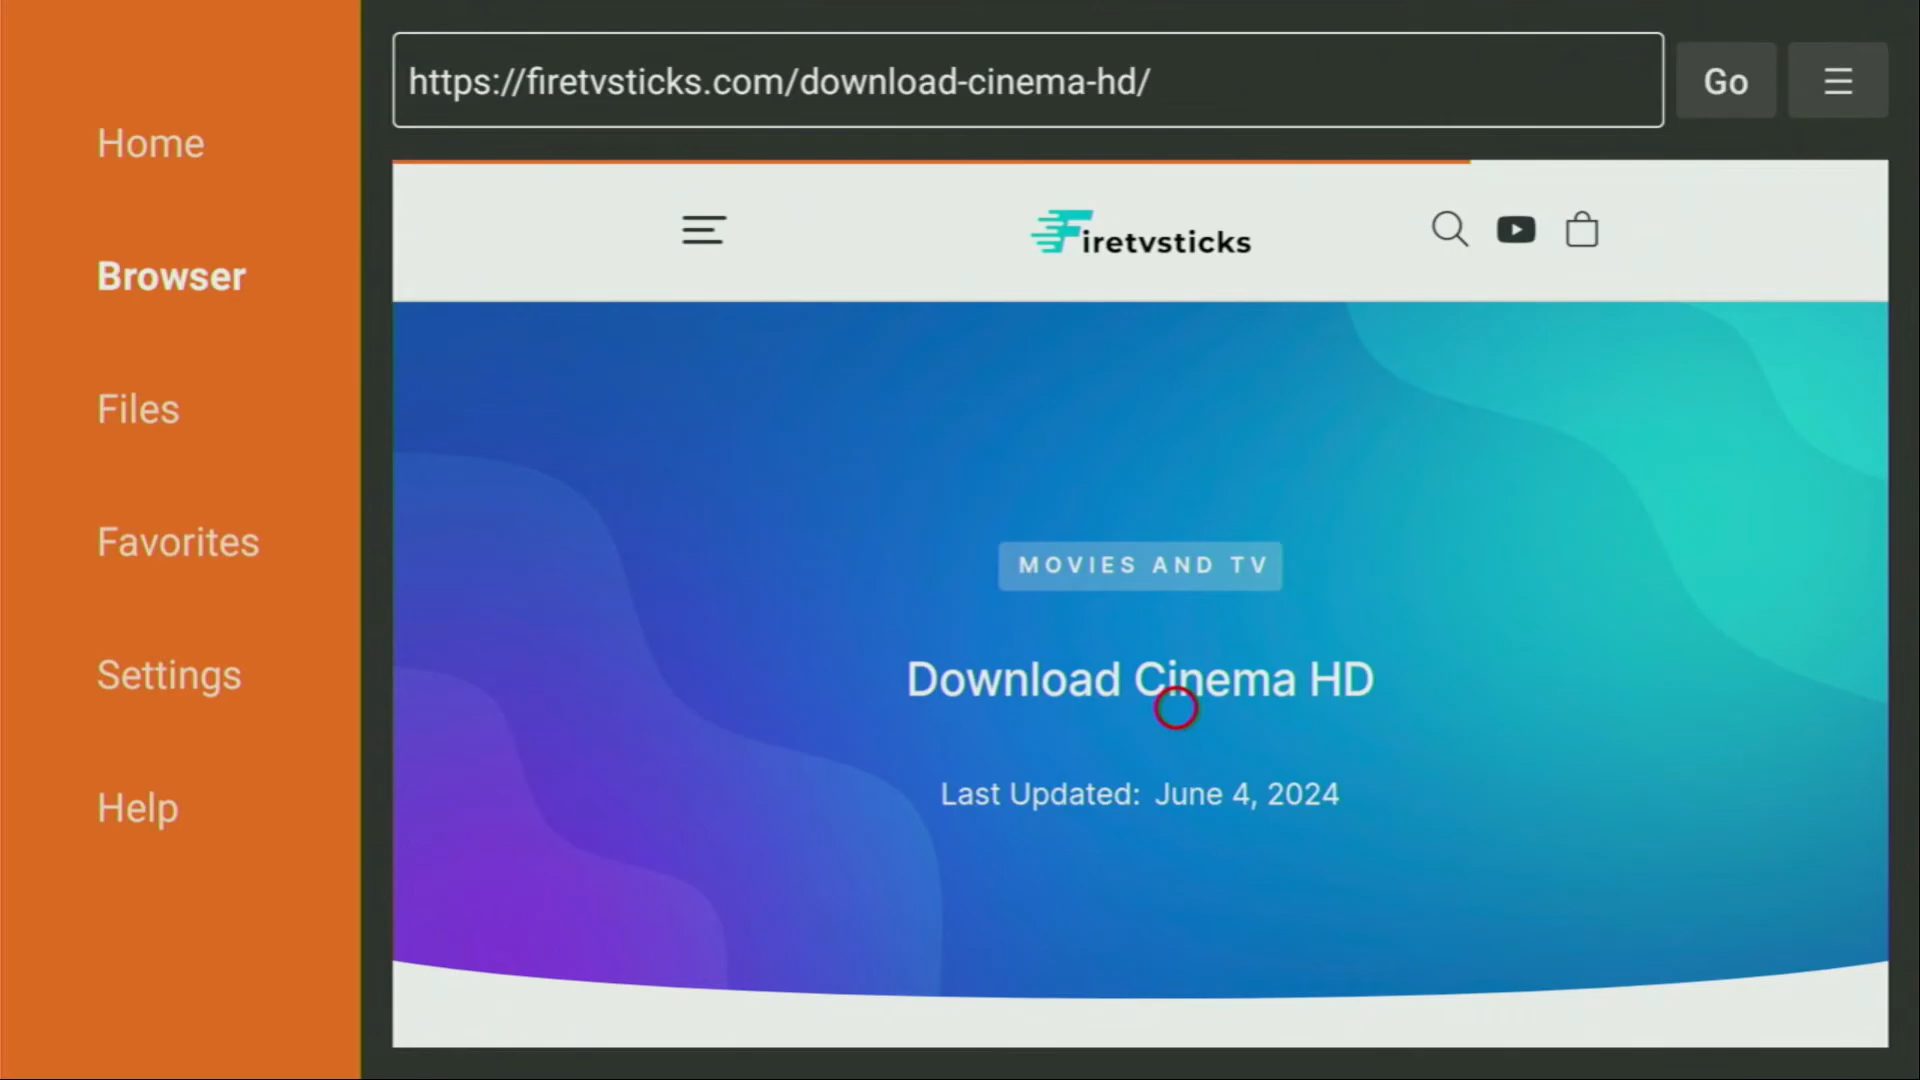 Home
Browser
Files
Favorites
Settings
Help
https://firetvsticks.com/download-cinema-hd/
Go
Firetvsticks
MOVIES AND TV
Download Cinema HD
Last Updated: June 4, 2024